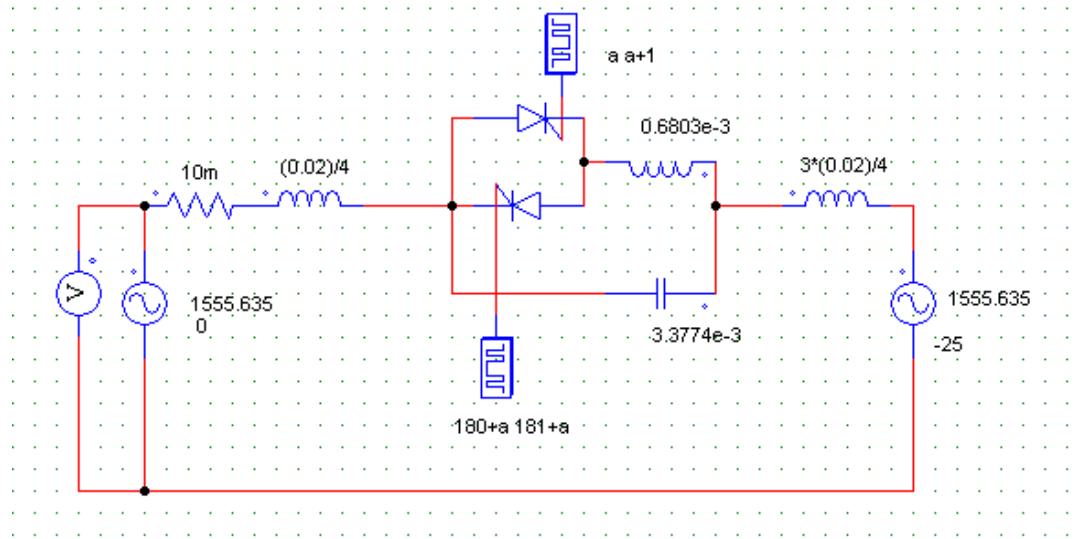 a a+1
0.6803e-3
10m
(0.02)/4
3*(0.02)/4
V
1555.635
0
1555.635
-25
3.3774e-3
180+a 181+a